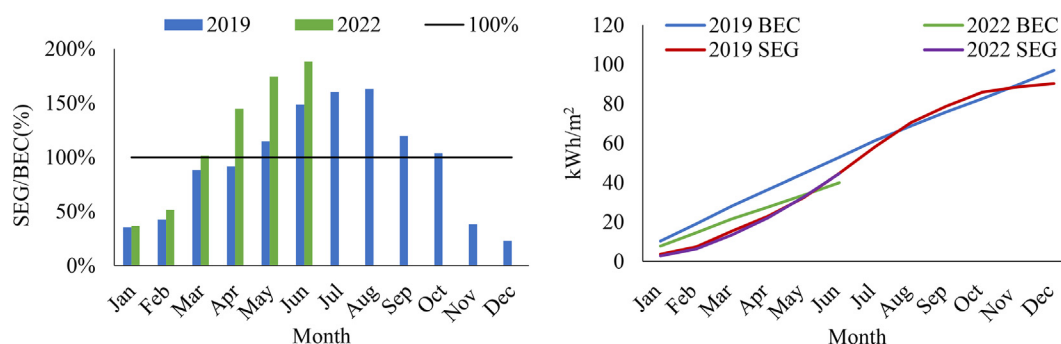 2019 2022 100%
200%
150%
100%
50%
0%
SEG/BEC(%)
Jan Feb Mar Apr May Jun Jul Aug Sep Oct Nov Dec
Month
2019 BEC 2022 BEC
2019 SEG 2022 SEG
120
100
80
60
40
20
0
kWh/m²
Jan Feb Mar Apr May Jun Jul Aug Sep Oct Nov Dec
Month